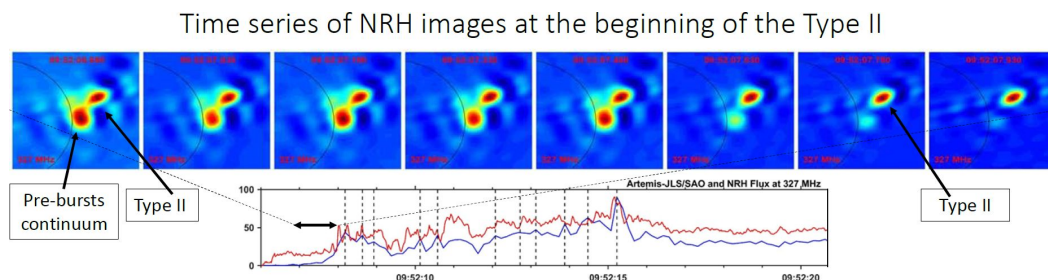 Time series of NRH images at the beginning of the Type II
327 MHz
327 MHz
327 MHz
327 MHz
327 MHz
327 MHz
327 MHz
327 MHz
Pre-bursts
continuum
Type II
Type II
Artemis-JLS/SAO and NRH Flux at 327 MHz
100
50
0
09:52:10
09:52:15
09:52:20